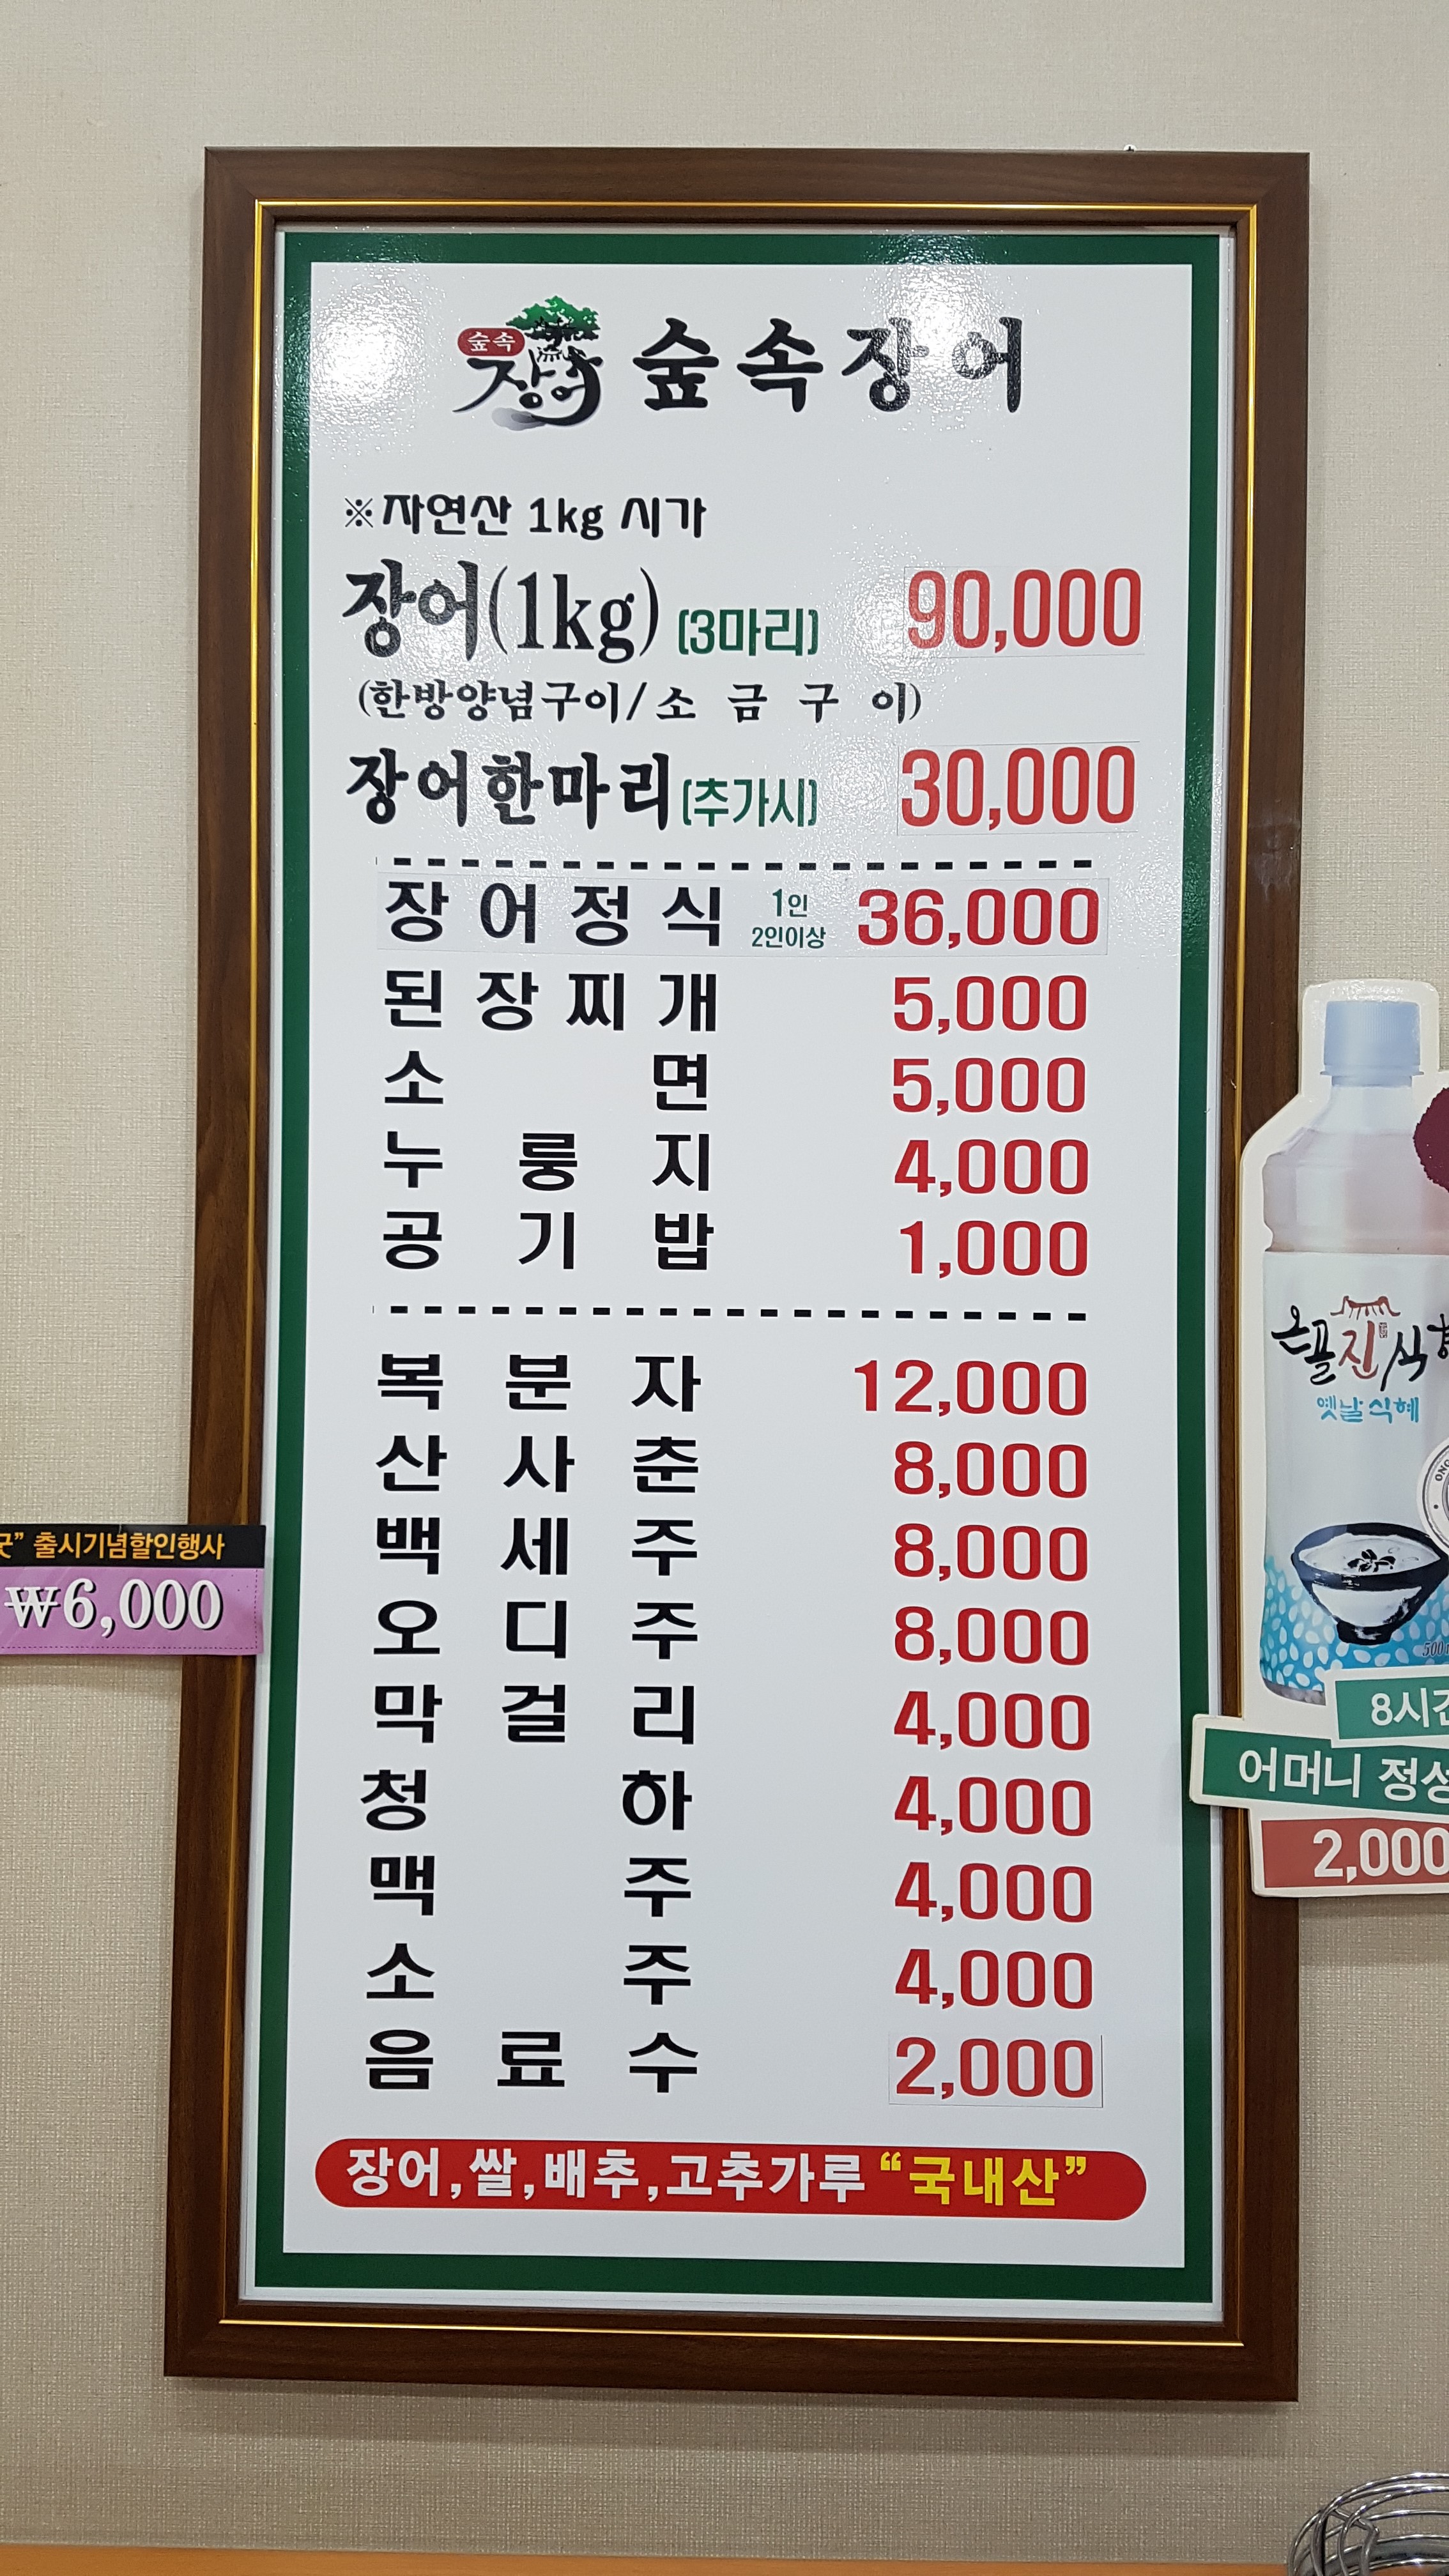 숲속
장어
숲속장어
※자연산 1kg 시가
장어(1kg) (3마리) 90,000
(한방양념구이/소 금 구 이)
장어한마리(추가시) 30,000
장 어 정 식 1인 2인이상 36,000
된 장 찌 개 5,000
소 면 5,000
누 룽 지 4,000
공 기 밥 1,000
복 분 자 12,000
산 사 춘 8,000
백 세 주 8,000
오 디 주 8,000
막 걸 리 4,000
청 하 4,000
맥 주 4,000
소 주 4,000
음 료 수 2,000
장어,쌀,배추,고추가루 “국내산”
굿” 출시기념할인행사
₩6,000
온골진식
옛날식혜
500
8시간
어머니 정성
2,000